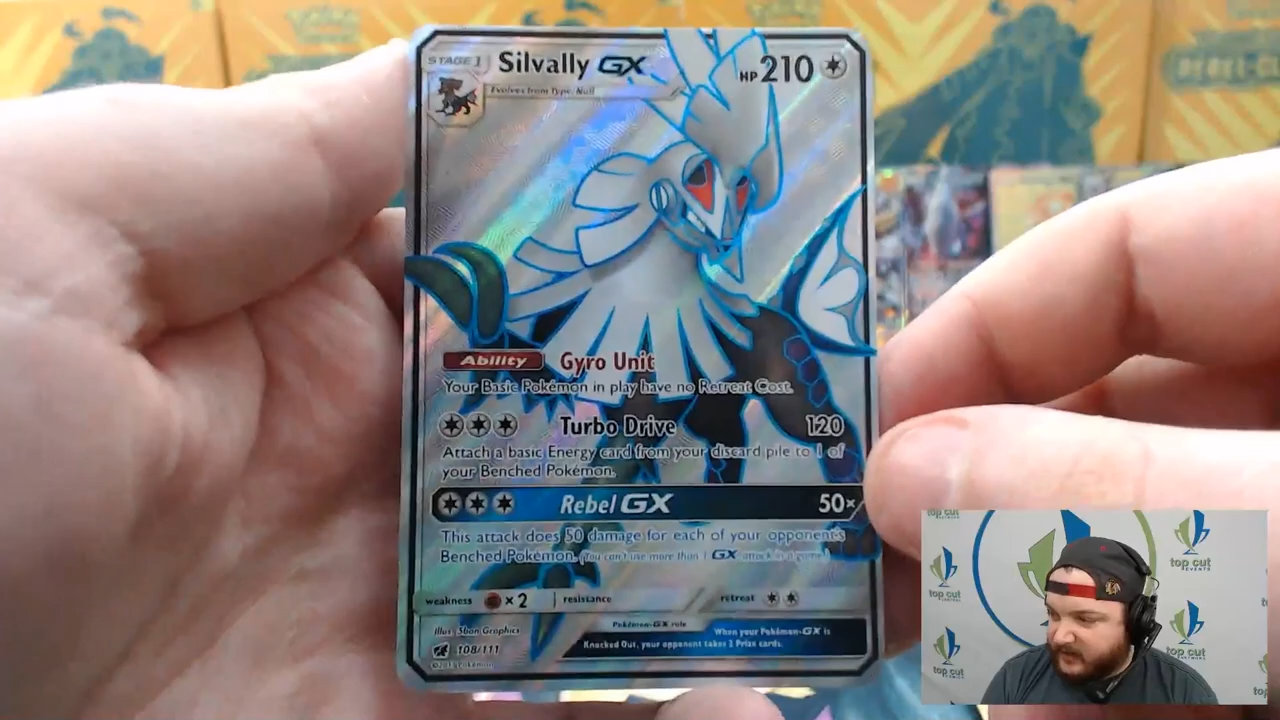 STAGE 1 Silvally GX HP 210
Evolves from Type: Null
Ability Gyro Unit
Your Basic Pokémon in play have no Retreat Cost.
Turbo Drive 120
Attach a basic Energy card from your discard pile to 1 of
your Benched Pokémon.
Rebel GX 50×
This attack does 50 damage for each of your opponent's
Benched Pokémon. (You can't use more than 1 GX attack in a game.)
weakness ×2 resistance retreat
Illus. 5ban Graphics
Pokémon-GX rule
When your Pokémon-GX is
Knocked Out, your opponent takes 2 Prize cards.
108/111
top cut
top cut
EVENTS
top cut
CENTRAL
top cut
top cut